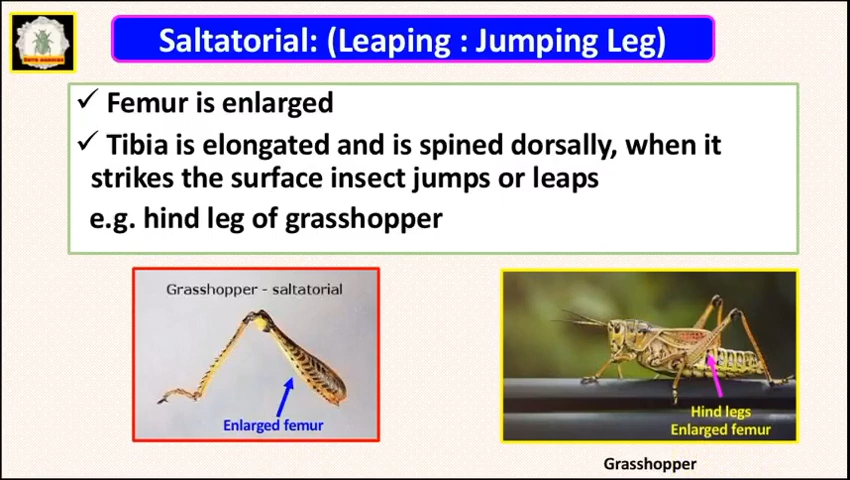 Saltatorial: (Leaping : Jumping Leg)
✓ Femur is enlarged
✓ Tibia is elongated and is spined dorsally, when it
strikes the surface insect jumps or leaps
e.g. hind leg of grasshopper
Grasshopper - saltatorial
Enlarged femur
Hind legs
Enlarged femur
Grasshopper